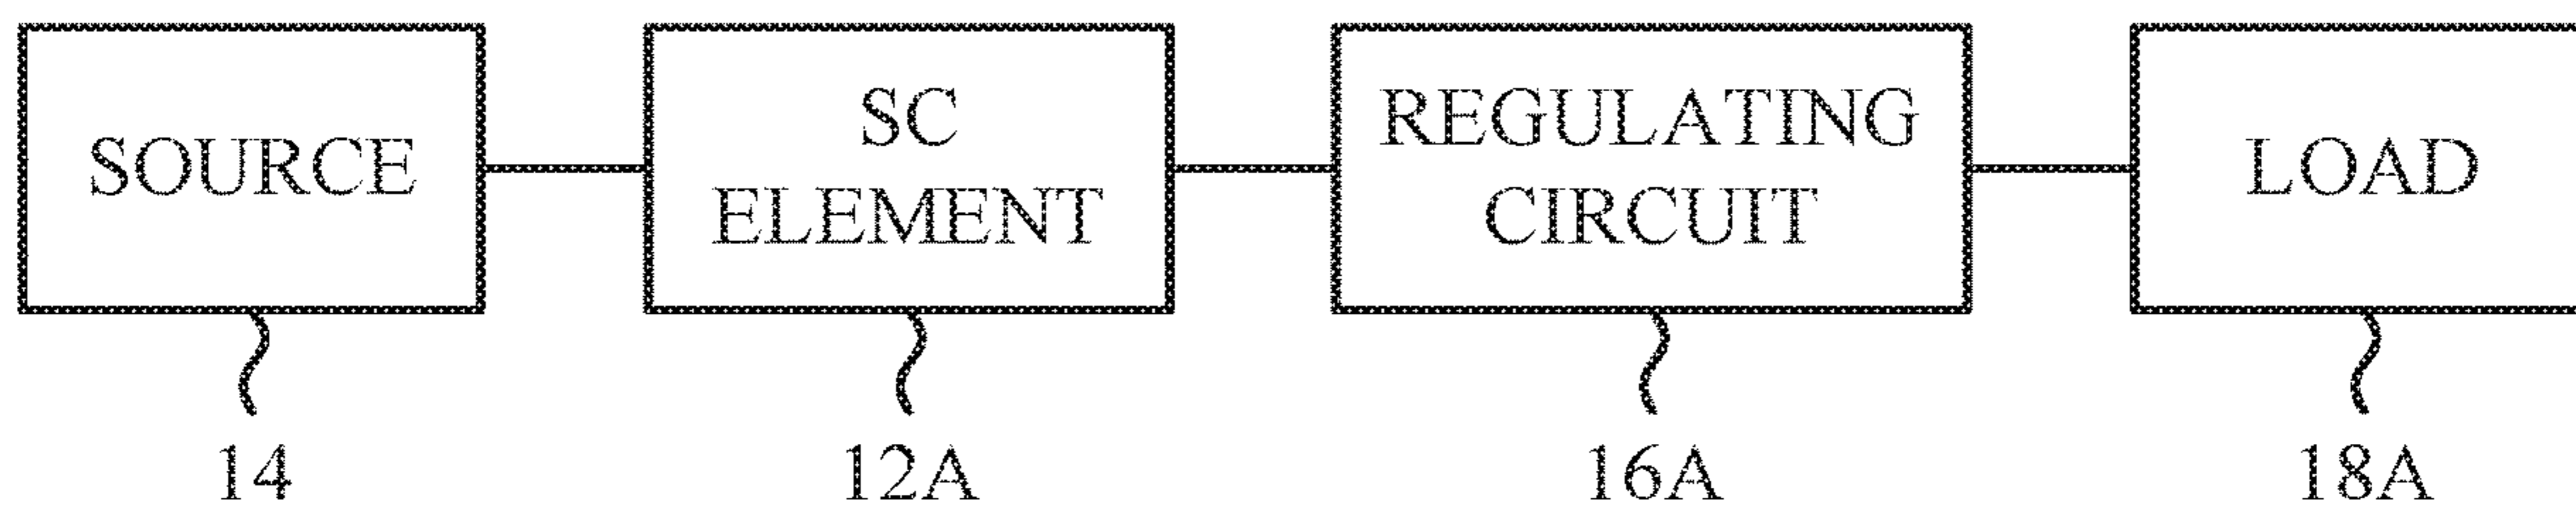 SOURCE
SC
ELEMENT
REGULATING
CIRCUIT
LOAD
14
12A
16A
18A